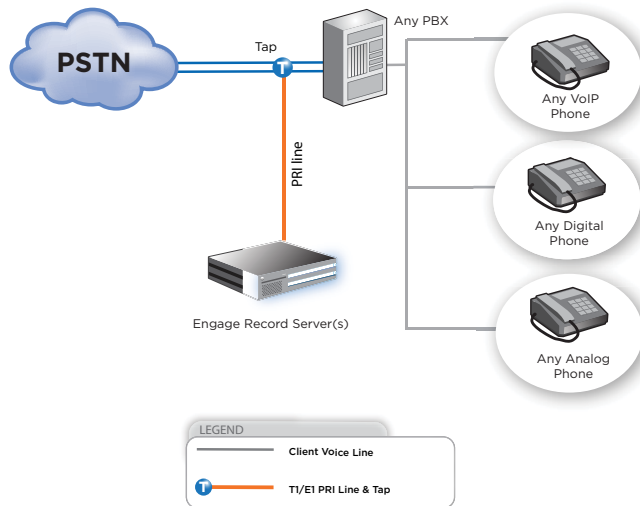 Any PBX
Tap
PSTN
T
PRI line
Any VoIP
Phone
Any Digital
Phone
Engage Record Server(s)
Any Analog
Phone
LEGEND
Client Voice Line
T
T1/E1 PRI Line & Tap